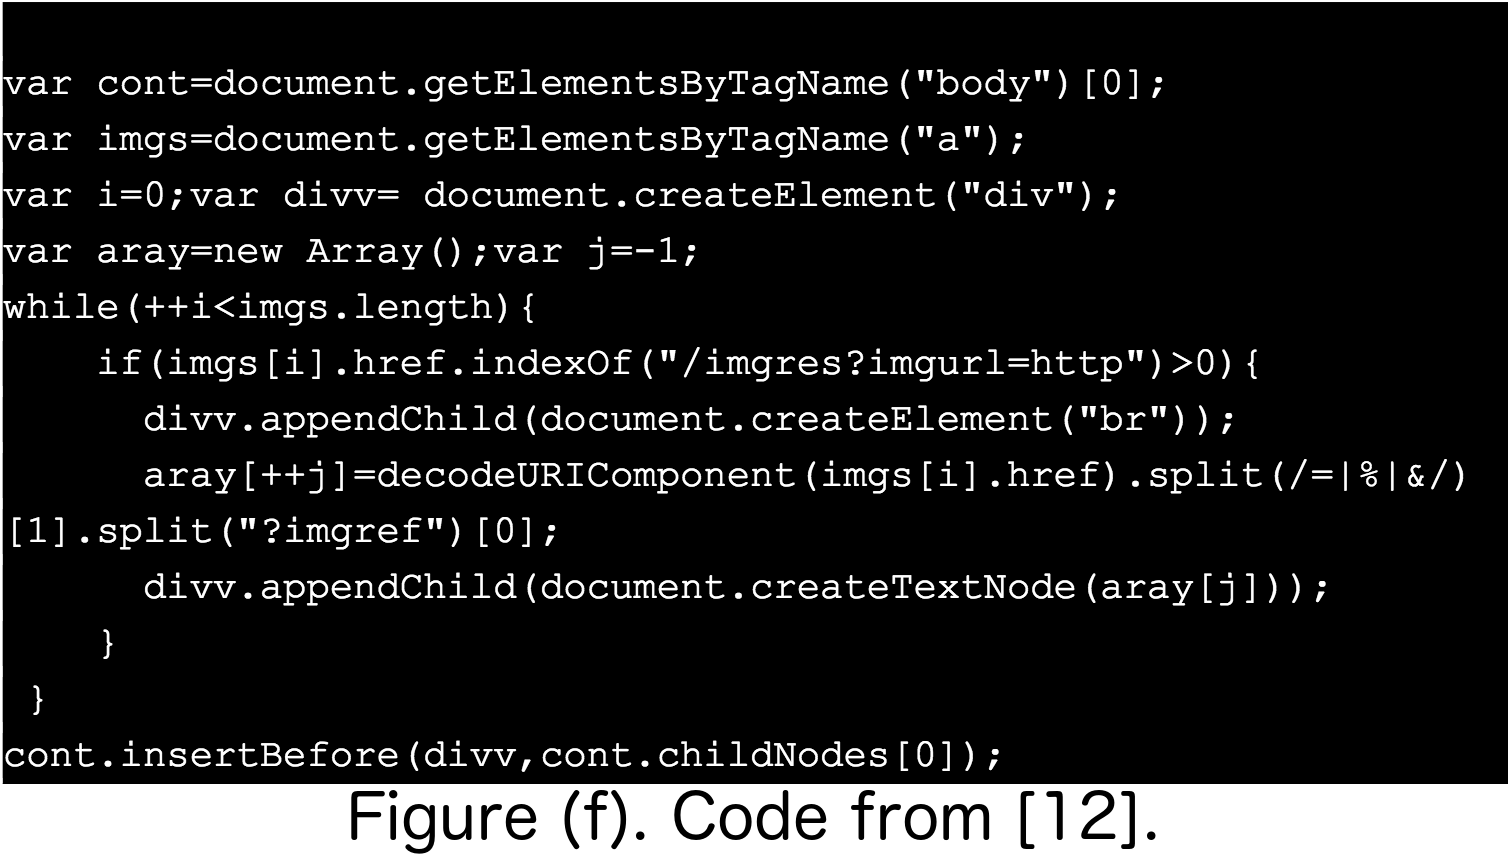 var cont=document.getElementsByTagName("body")[0];
var imgs=document.getElementsByTagName("a");
var i=0;var divv= document.createElement("div");
var aray=new Array();var j=-1;
while(++i<imgs.length){
    if(imgs[i].href.indexOf("/imgres?imgurl=http")>0){
      divv.appendChild(document.createElement("br"));
      aray[++j]=decodeURIComponent(imgs[i].href).split(/=|%|&/)
[1].split("?imgref")[0];
      divv.appendChild(document.createTextNode(aray[j]));
    }
 }
cont.insertBefore(divv,cont.childNodes[0]);
Figure (f). Code from [12].